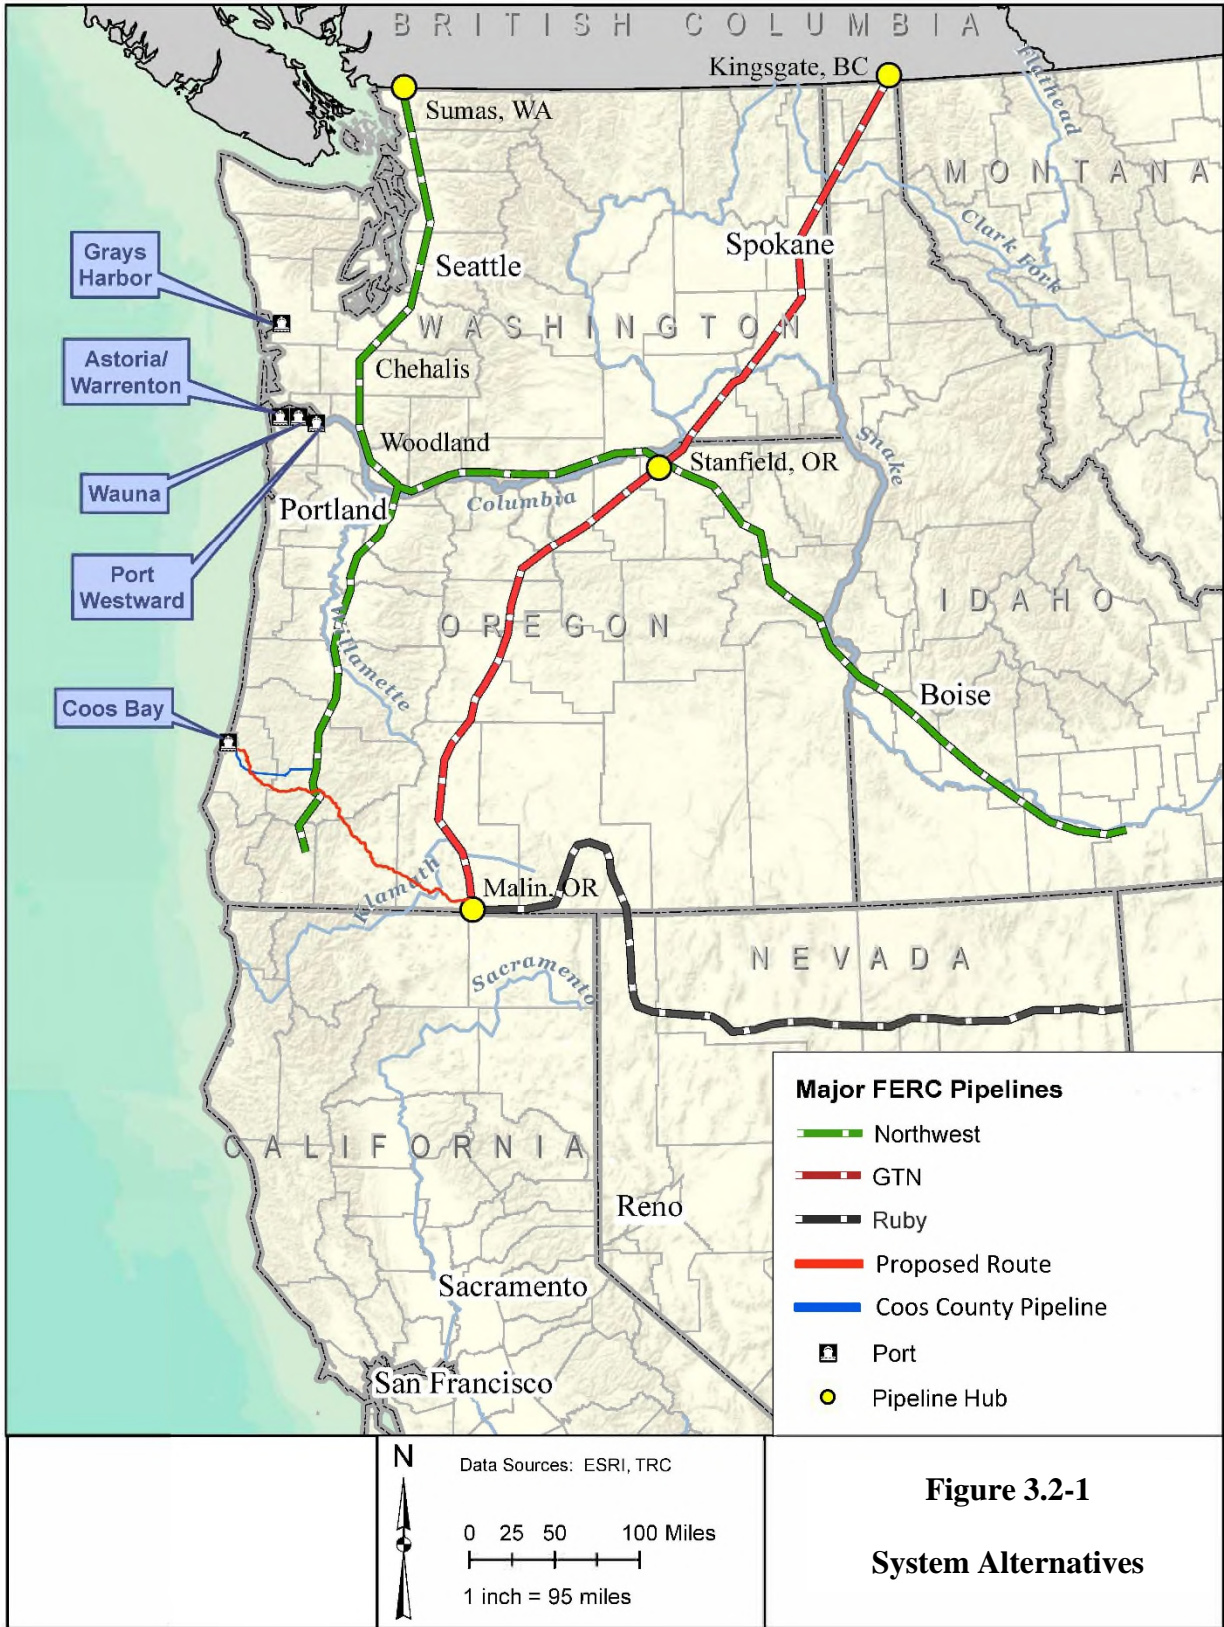 BRITISH COLUMBIA
Kingsgate, BC
Sumas, WA
Flathead
MONTANA
Clark Fork
Grays
Harbor
Seattle
Spokane
WASHINGTON
Astoria/
Warrenton
Chehalis
Woodland
Snake
Stanfield, OR
Wauna
Columbia
Portland
Port
Westward
IDAHO
OREGON
Willamette
Boise
Coos Bay
Klamath
Malin, OR
NEVADA
Sacramento
CALIFORNIA
Reno
Sacramento
San Francisco
Major FERC Pipelines
Northwest
GTN
Ruby
Proposed Route
Coos County Pipeline
Port
Pipeline Hub
N
Data Sources: ESRI, TRC
0 25 50 100 Miles
1 inch = 95 miles
Figure 3.2-1
System Alternatives